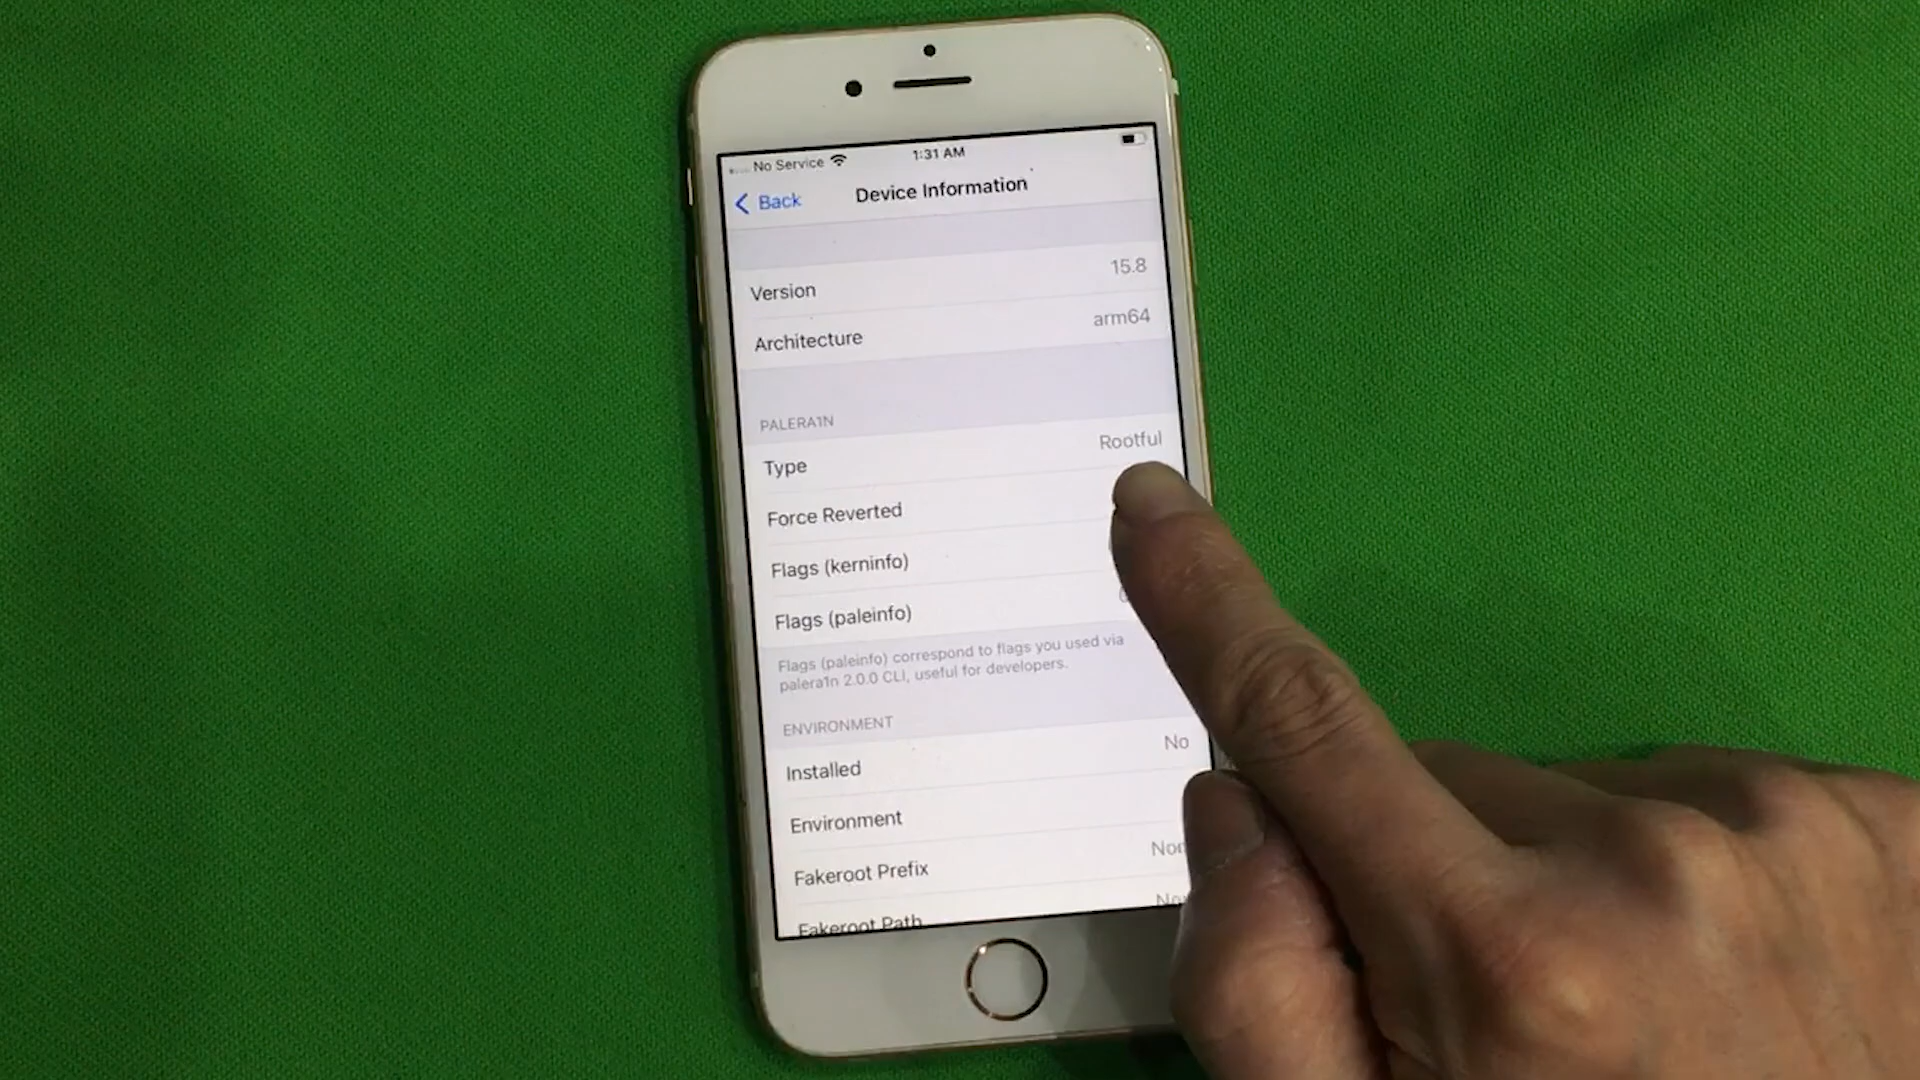 No Service
1:31 AM
Back
Device Information
Version
15.8
Architecture
arm64
PALERA1N
Type
Rootful
Force Reverted
Flags (kerninfo)
Flags (paleinfo)
Flags (paleinfo) correspond to flags you used via
palera1n 2.0.0 CLI, useful for developers.
ENVIRONMENT
Installed
No
Environment
Fakeroot Prefix
Fakeroot Path